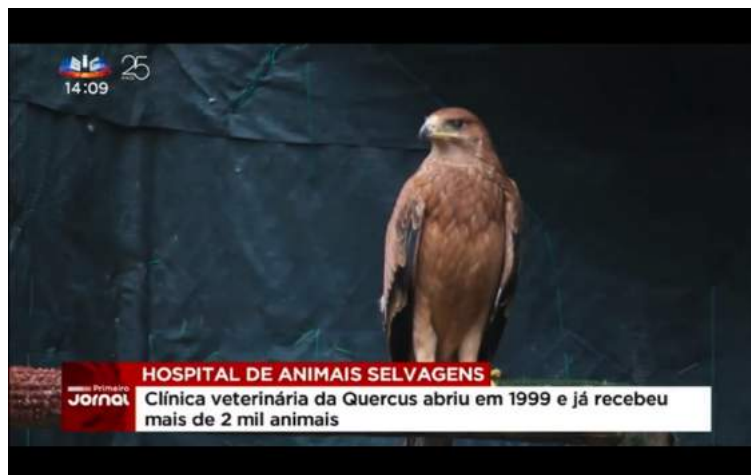 SIC 25
ANOS
14:09
HOSPITAL DE ANIMAIS SELVAGENS
Primeiro
Jornal
Clínica veterinária da Quercus abriu em 1999 e já recebeu
mais de 2 mil animais